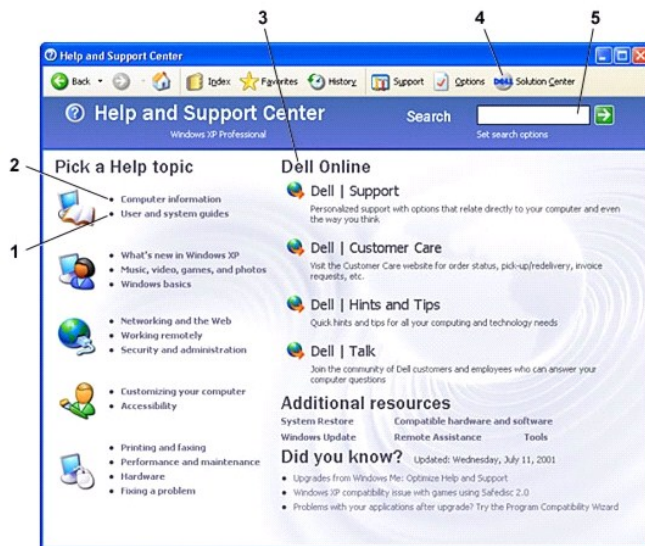 3
4
5
Help and Support Center
Back
Index
Favorites
History
Support
Options
DELL
Solution Center
Help and Support Center
Windows XP Professional
Search
Set search options
2
1
Pick a Help topic
Computer information
User and system guides
What's new in Windows XP
Music, video, games, and photos
Windows basics
Networking and the Web
Working remotely
Security and administration
Customizing your computer
Accessibility
Printing and faxing
Performance and maintenance
Hardware
Fixing a problem
Dell Online
Dell | Support
Personalized support with options that relate directly to your computer and even
the way you think
Dell | Customer Care
Visit the Customer Care website for order status, pick-up/redelivery, invoice
requests, etc.
Dell | Hints and Tips
Quick hints and tips for all your computing and technology needs
Dell | Talk
Join the community of Dell customers and employees who can answer your
computer questions
Additional resources
System Restore
Compatible hardware and software
Windows Update
Remote Assistance
Tools
Did you know?
Updated: Wednesday, July 11, 2001
Upgrades from Windows Me: Optimize Help and Support
Windows XP compatibility issue with games using Safedisc 2.0
Problems with your applications after upgrade? Try the Program Compatibility Wizard